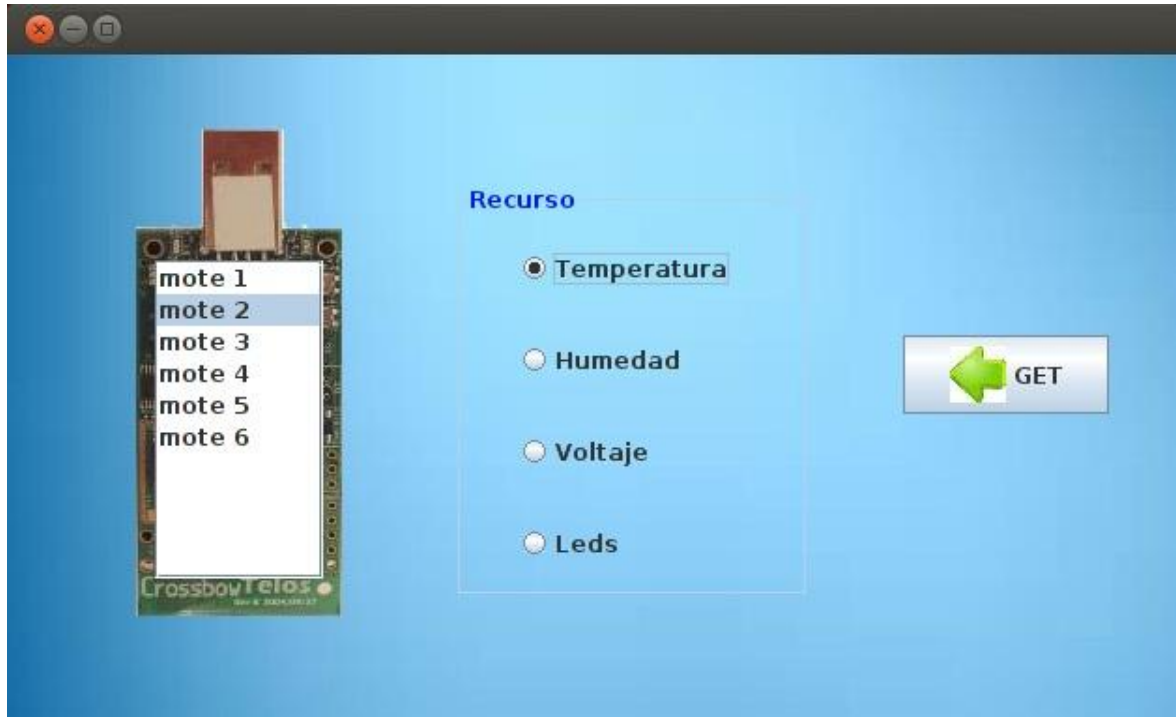 mote 1
mote 2
mote 3
mote 4
mote 5
mote 6
CrossbowTelos
Recurso
Temperatura
Humedad
Voltaje
Leds
GET